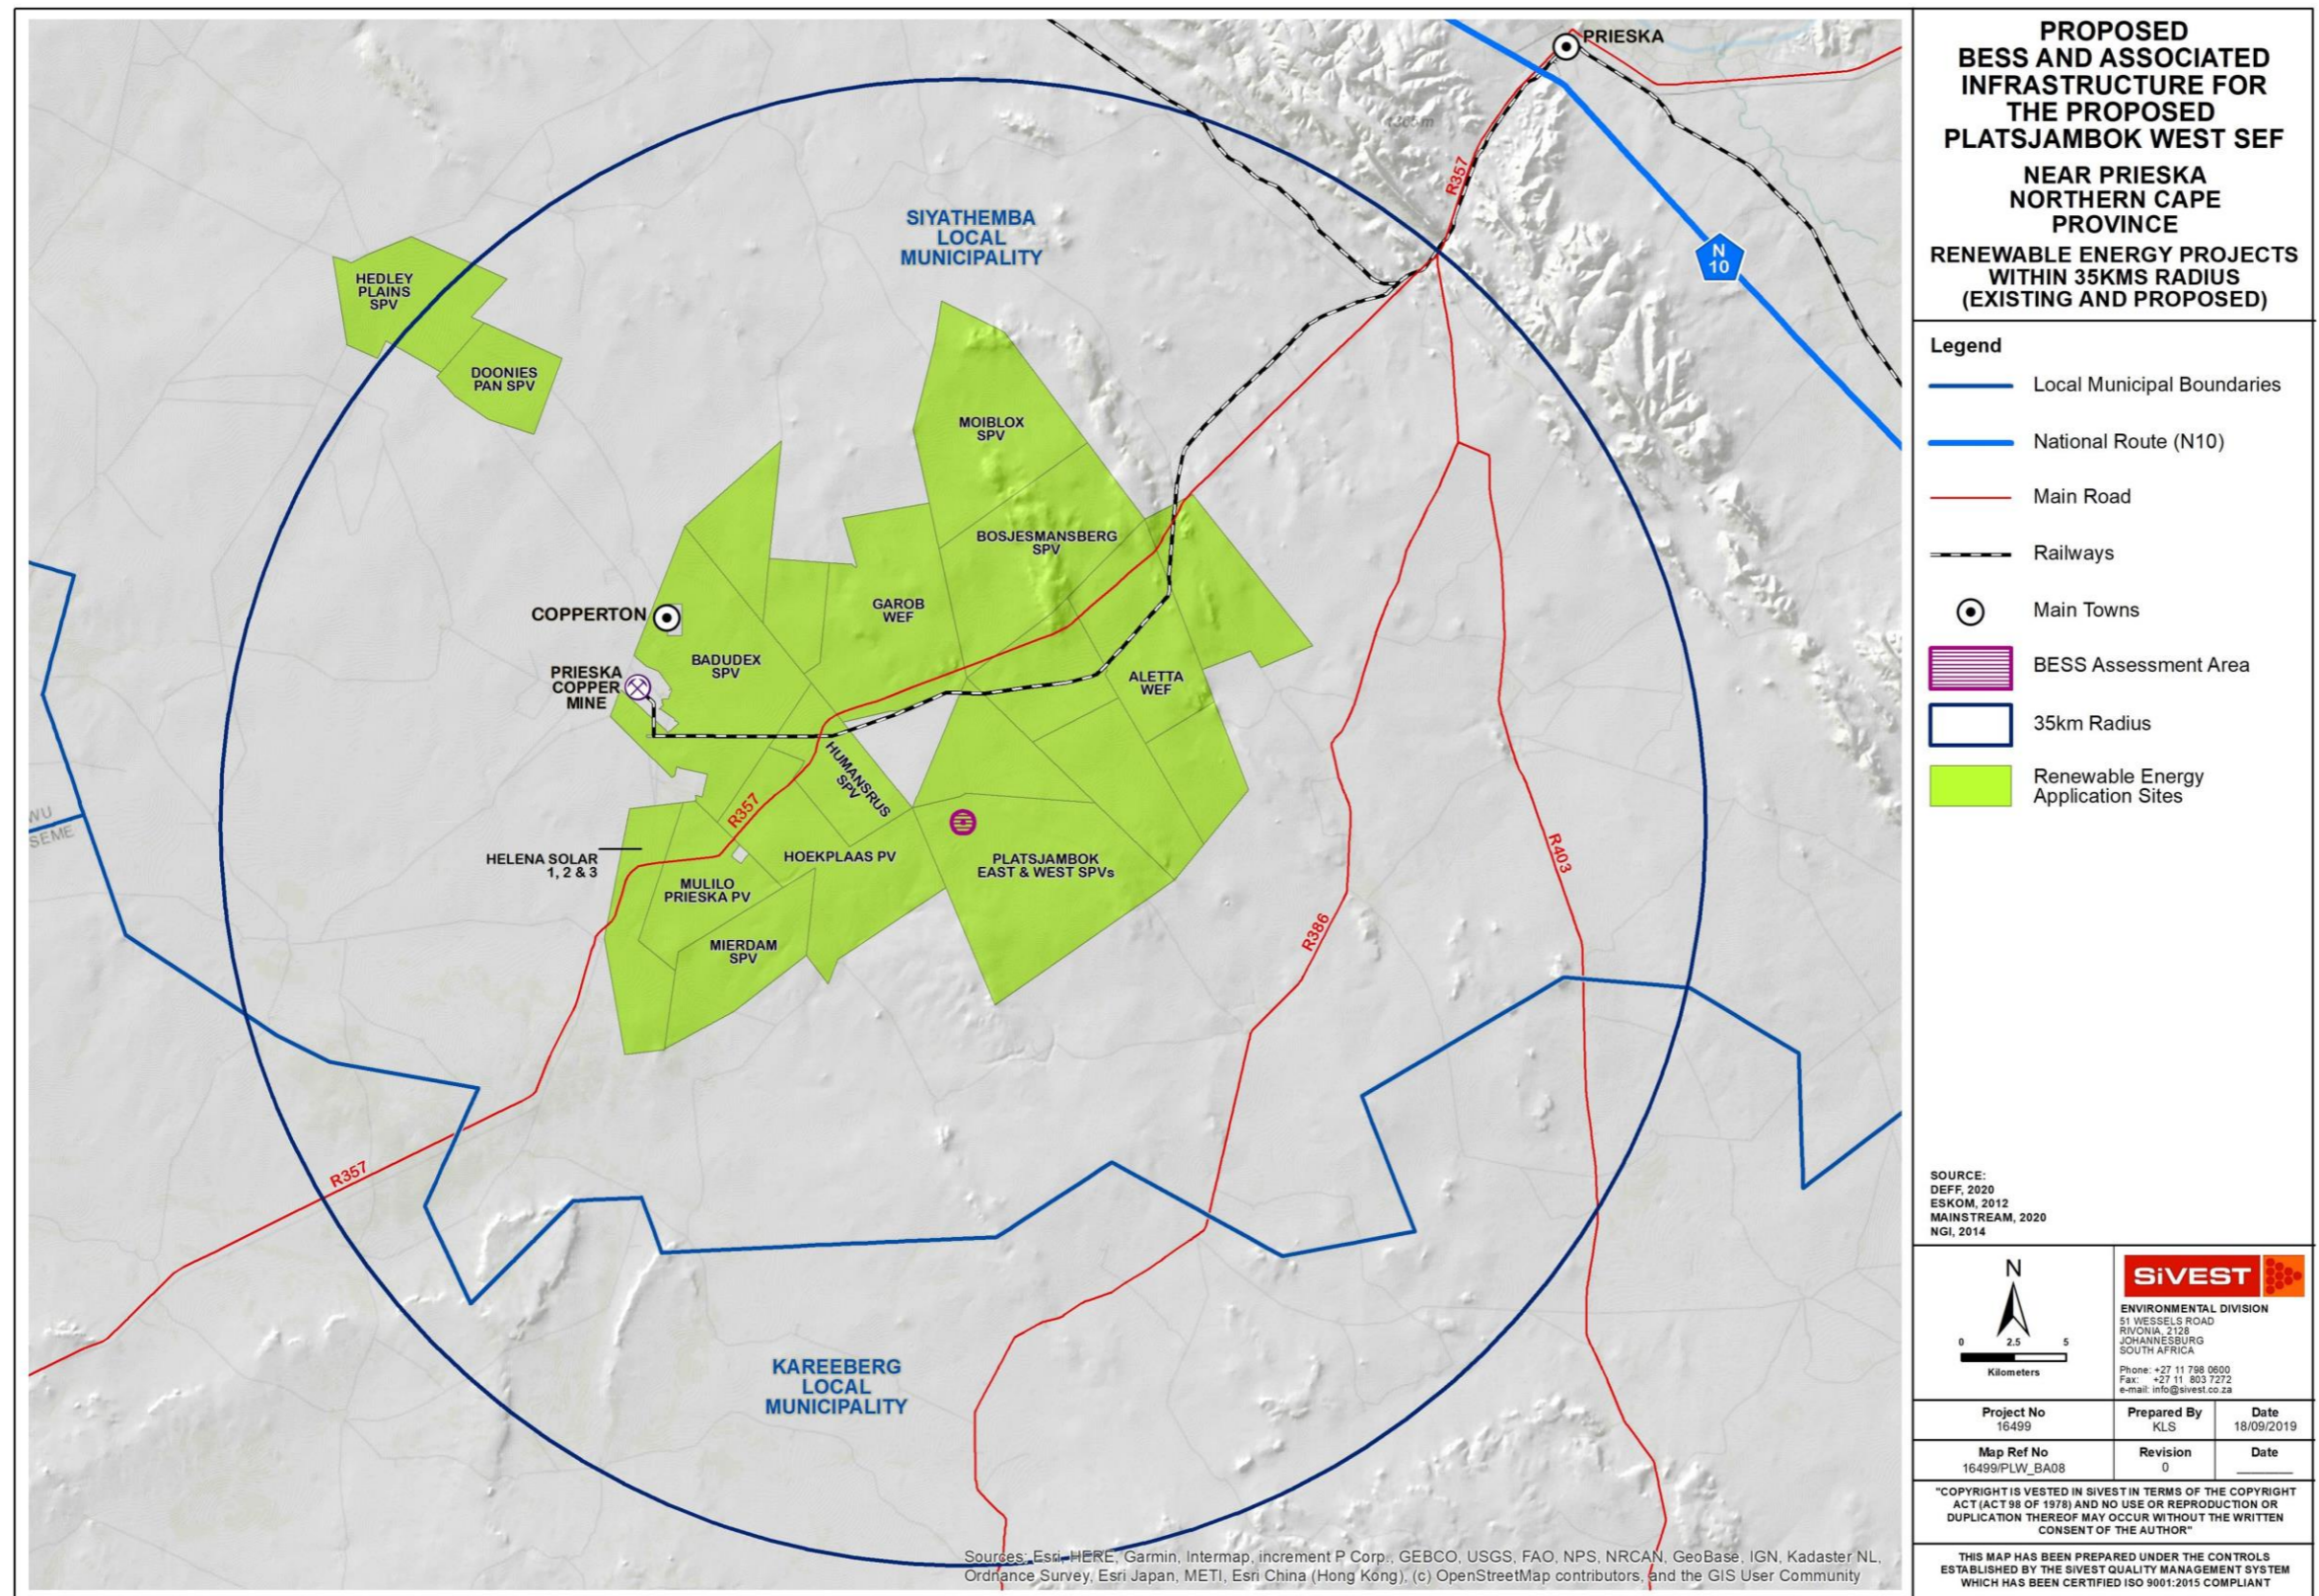 PRIESKA
1365 m
R357
SIYATHEMBA
LOCAL
MUNICIPALITY
N
10
HEDLEY
PLAINS
SPV
DOONIES
PAN SPV
MOIBLOX
SPV
BOSJESMANSBERG
SPV
GAROB
WEF
COPPERTON
BADUDEX
SPV
PRIESKA
COPPER
MINE
ALETTA
WEF
HUMANSRUS
SPV
R357
WU
SEME
HELENA SOLAR
1, 2 & 3
HOEKPLAAS PV
PLATSJAMBOK
EAST & WEST SPVs
MULILO
PRIESKA PV
MIERDAM
SPV
R403
R386
R357
KAREEBERG
LOCAL
MUNICIPALITY
Sources: Esri, HERE, Garmin, Intermap, increment P Corp., GEBCO, USGS, FAO, NPS, NRCAN, GeoBase, IGN, Kadaster NL,
Ordnance Survey, Esri Japan, METI, Esri China (Hong Kong), (c) OpenStreetMap contributors, and the GIS User Community
PROPOSED
BESS AND ASSOCIATED
INFRASTRUCTURE FOR
THE PROPOSED
PLATSJAMBOK WEST SEF
NEAR PRIESKA
NORTHERN CAPE
PROVINCE
RENEWABLE ENERGY PROJECTS
WITHIN 35KMS RADIUS
(EXISTING AND PROPOSED)
Legend
Local Municipal Boundaries
National Route (N10)
Main Road
Railways
Main Towns
BESS Assessment Area
35km Radius
Renewable Energy
Application Sites
SOURCE:
DEFF, 2020
ESKOM, 2012
MAINSTREAM, 2020
NGI, 2014
N
0 2.5 5
Kilometers
SiVEST
ENVIRONMENTAL DIVISION
51 WESSELS ROAD
RIVONIA, 2128
JOHANNESBURG
SOUTH AFRICA
Phone: +27 11 798 0600
Fax: +27 11 803 7272
e-mail: info@sivest.co.za
Project No
16499
Prepared By
KLS
Date
18/09/2019
Map Ref No
16499/PLW_BA08
Revision
0
Date
"COPYRIGHT IS VESTED IN SiVEST IN TERMS OF THE COPYRIGHT
ACT (ACT 98 OF 1978) AND NO USE OR REPRODUCTION OR
DUPLICATION THEREOF MAY OCCUR WITHOUT THE WRITTEN
CONSENT OF THE AUTHOR"
THIS MAP HAS BEEN PREPARED UNDER THE CONTROLS
ESTABLISHED BY THE SiVEST QUALITY MANAGEMENT SYSTEM
WHICH HAS BEEN CERTIFIED ISO 9001:2015 COMPLIANT